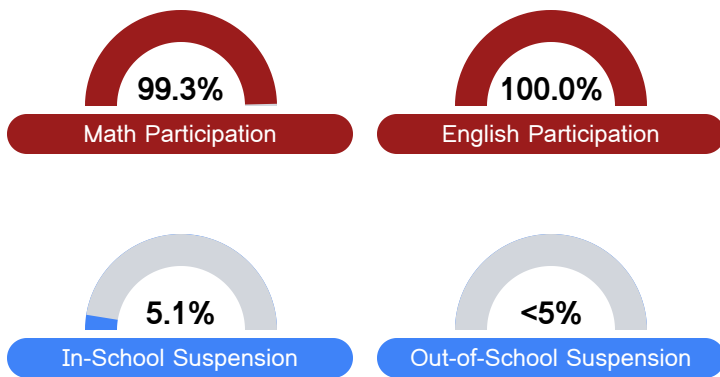 99.3%
Math Participation
100.0%
English Participation
5.1%
In-School Suspension
<5%
Out-of-School Suspension